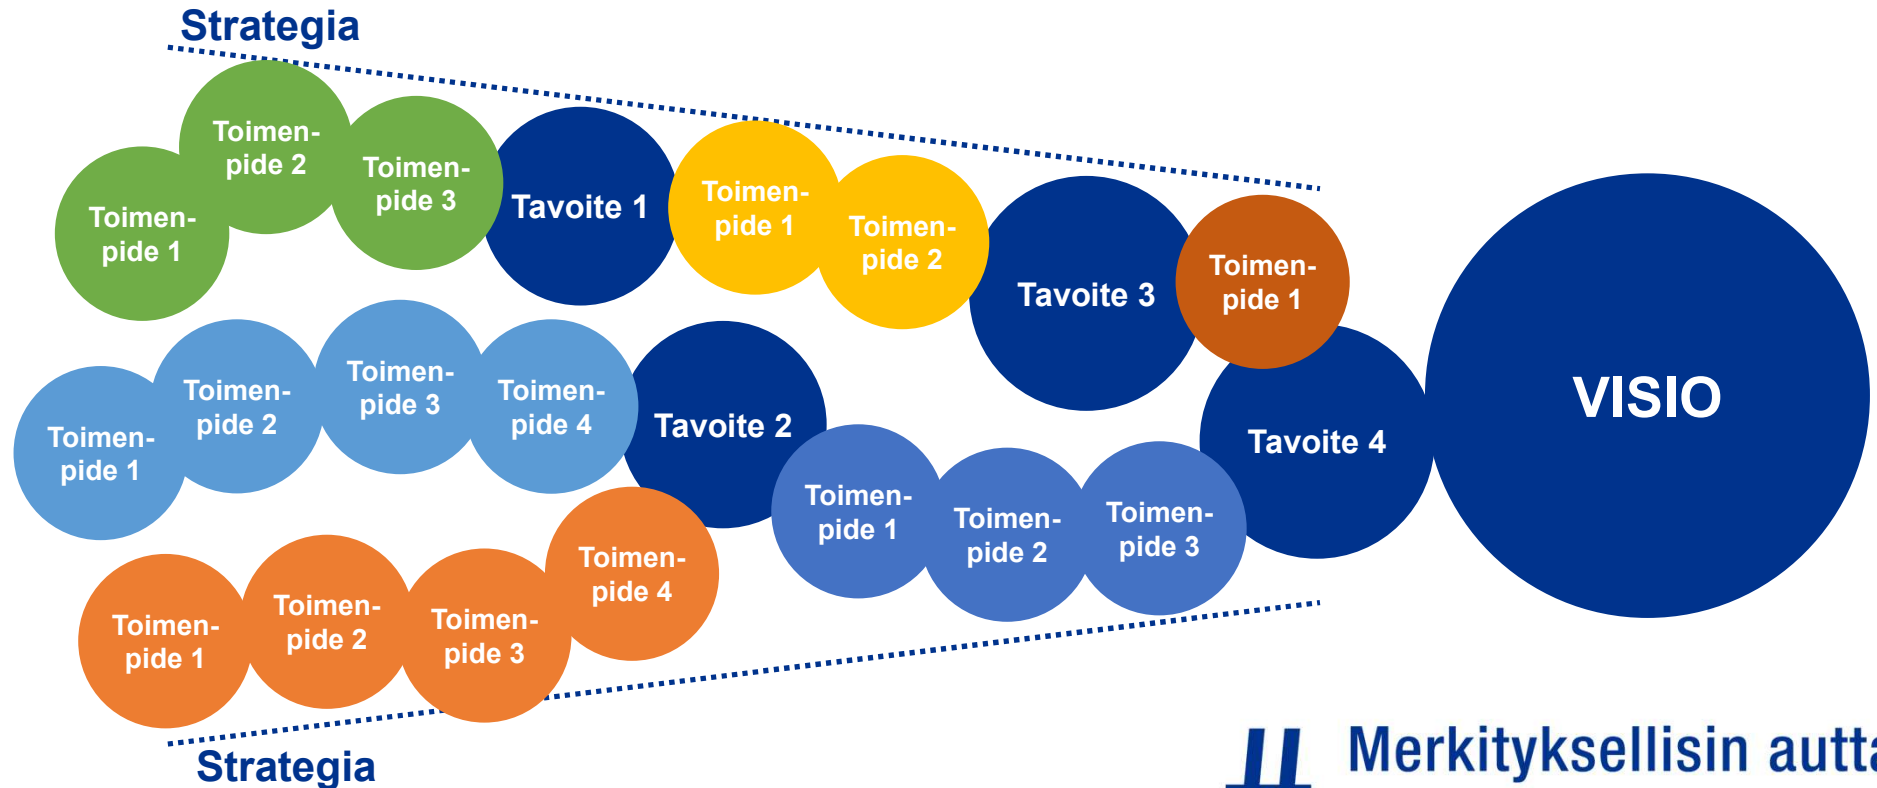 Strategia
Toimen-
pide 1
Toimen-
pide 2
Toimen-
pide 3
Tavoite 1
Toimen-
pide 1
Toimen-
pide 2
Tavoite 3
Toimen-
pide 1
Toimen-
pide 1
Toimen-
pide 2
Toimen-
pide 3
Toimen-
pide 4
Tavoite 2
Toimen-
pide 1
Toimen-
pide 2
Toimen-
pide 3
Tavoite 4
VISIO
Toimen-
pide 1
Toimen-
pide 2
Toimen-
pide 3
Toimen-
pide 4
Strategia
Merkityksellisin